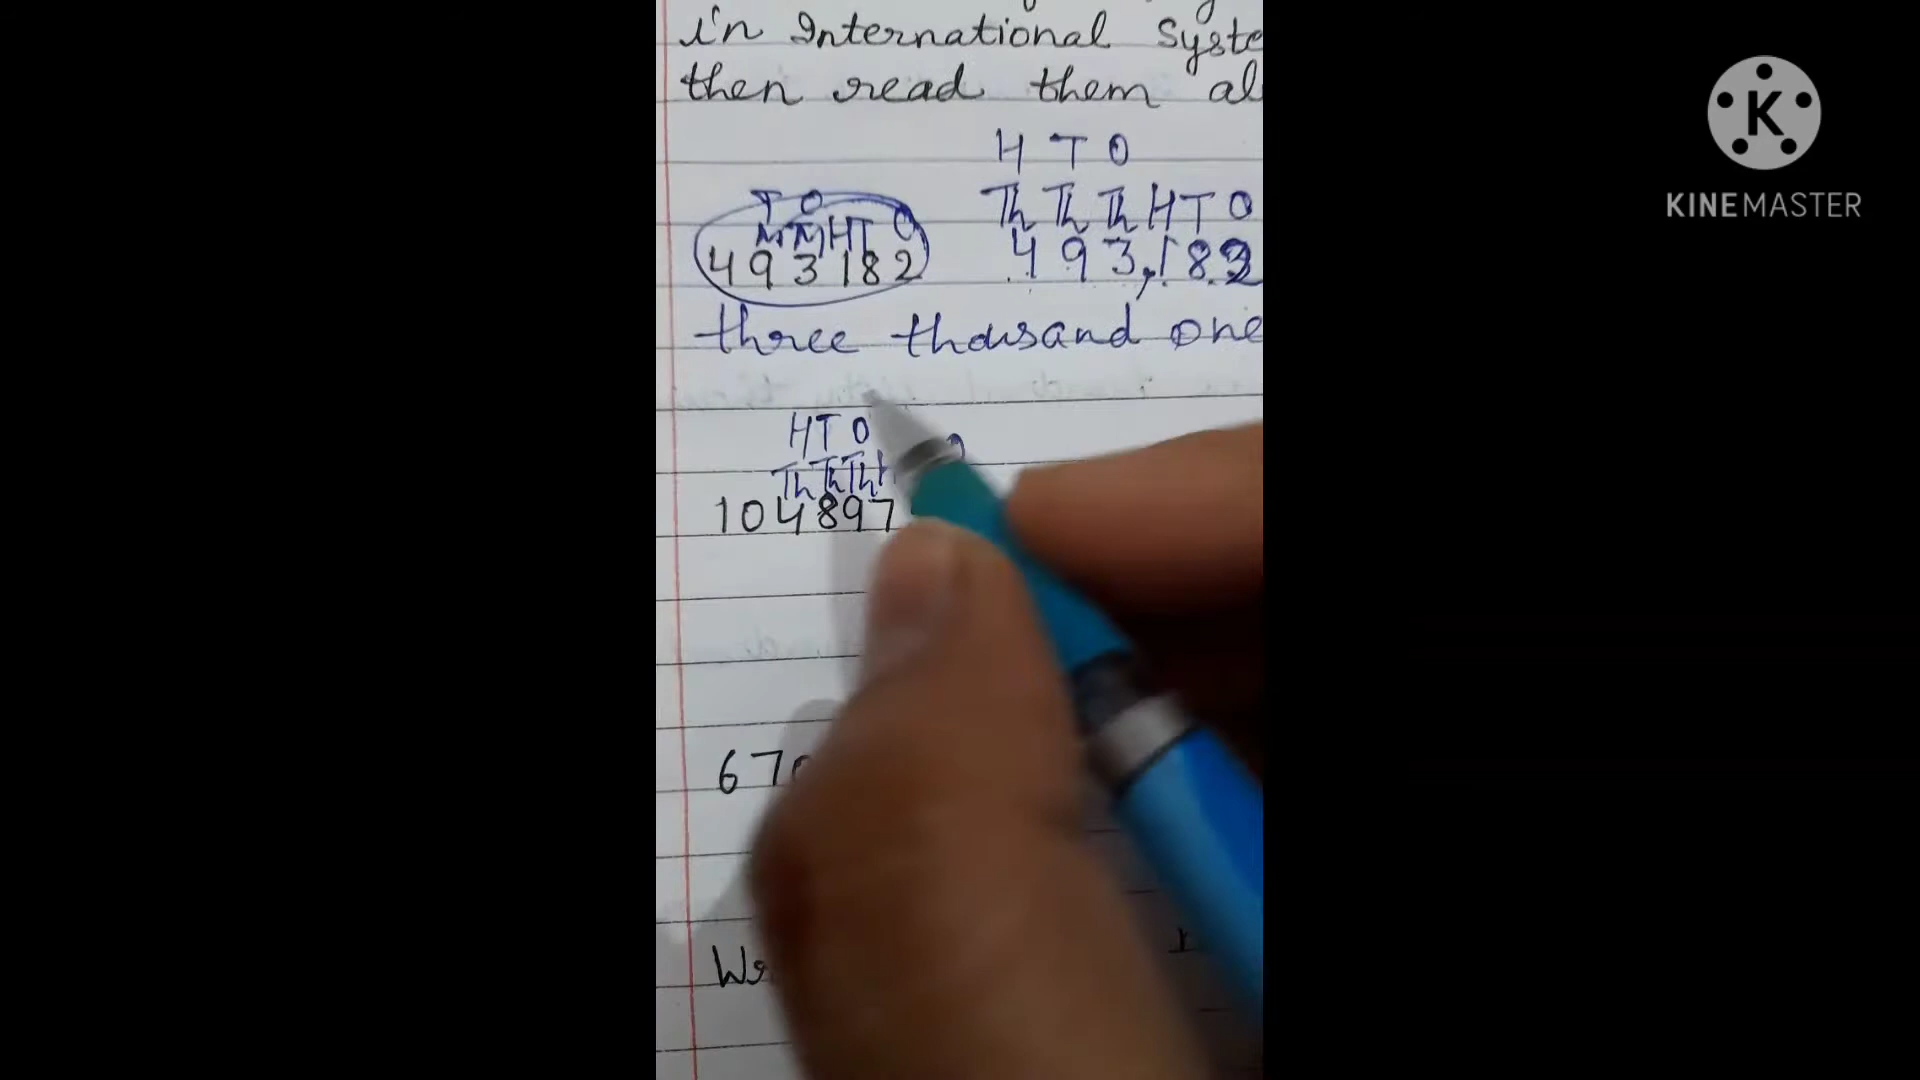 in International Syste
then read them al
H T O
T O
Th Th Th H T O
M M H T O
493182
493,182
three thousand one
H T O
Th Th Th H
104897
67
KINEMASTER